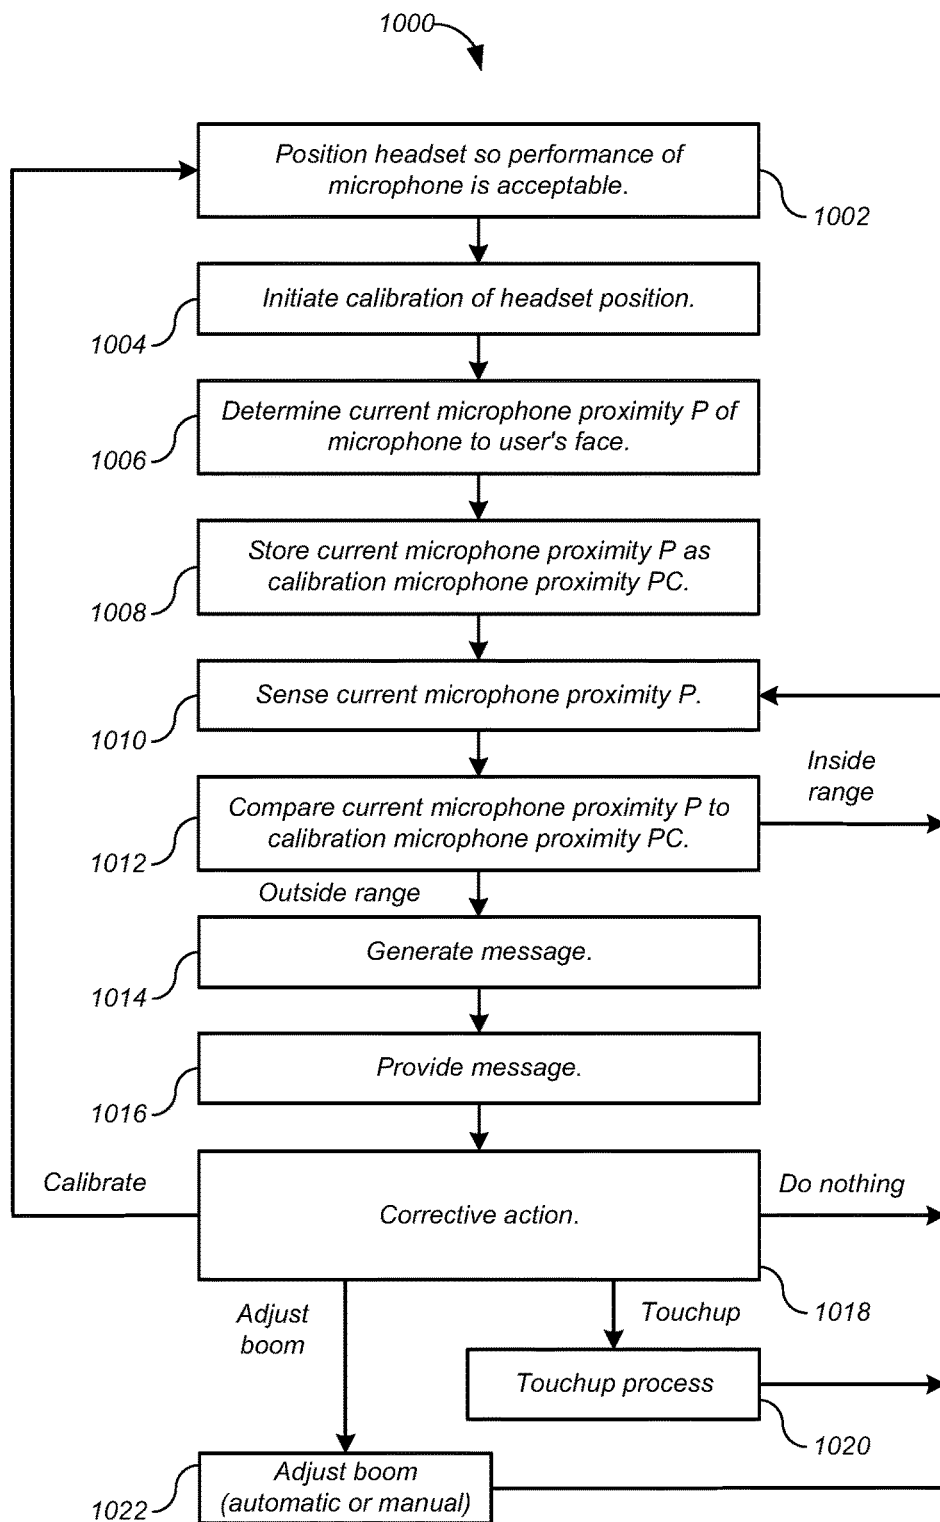 1000
Position headset so performance of
microphone is acceptable.
1002
Initiate calibration of headset position.
1004
Determine current microphone proximity P of
microphone to user's face.
1006
Store current microphone proximity P as
calibration microphone proximity PC.
1008
Sense current microphone proximity P.
1010
Inside
range
Compare current microphone proximity P to
calibration microphone proximity PC.
1012
Outside range
Generate message.
1014
Provide message.
1016
Calibrate
Do nothing
Corrective action.
1018
Adjust
boom
Touchup
Touchup process
1020
Adjust boom
(automatic or manual)
1022